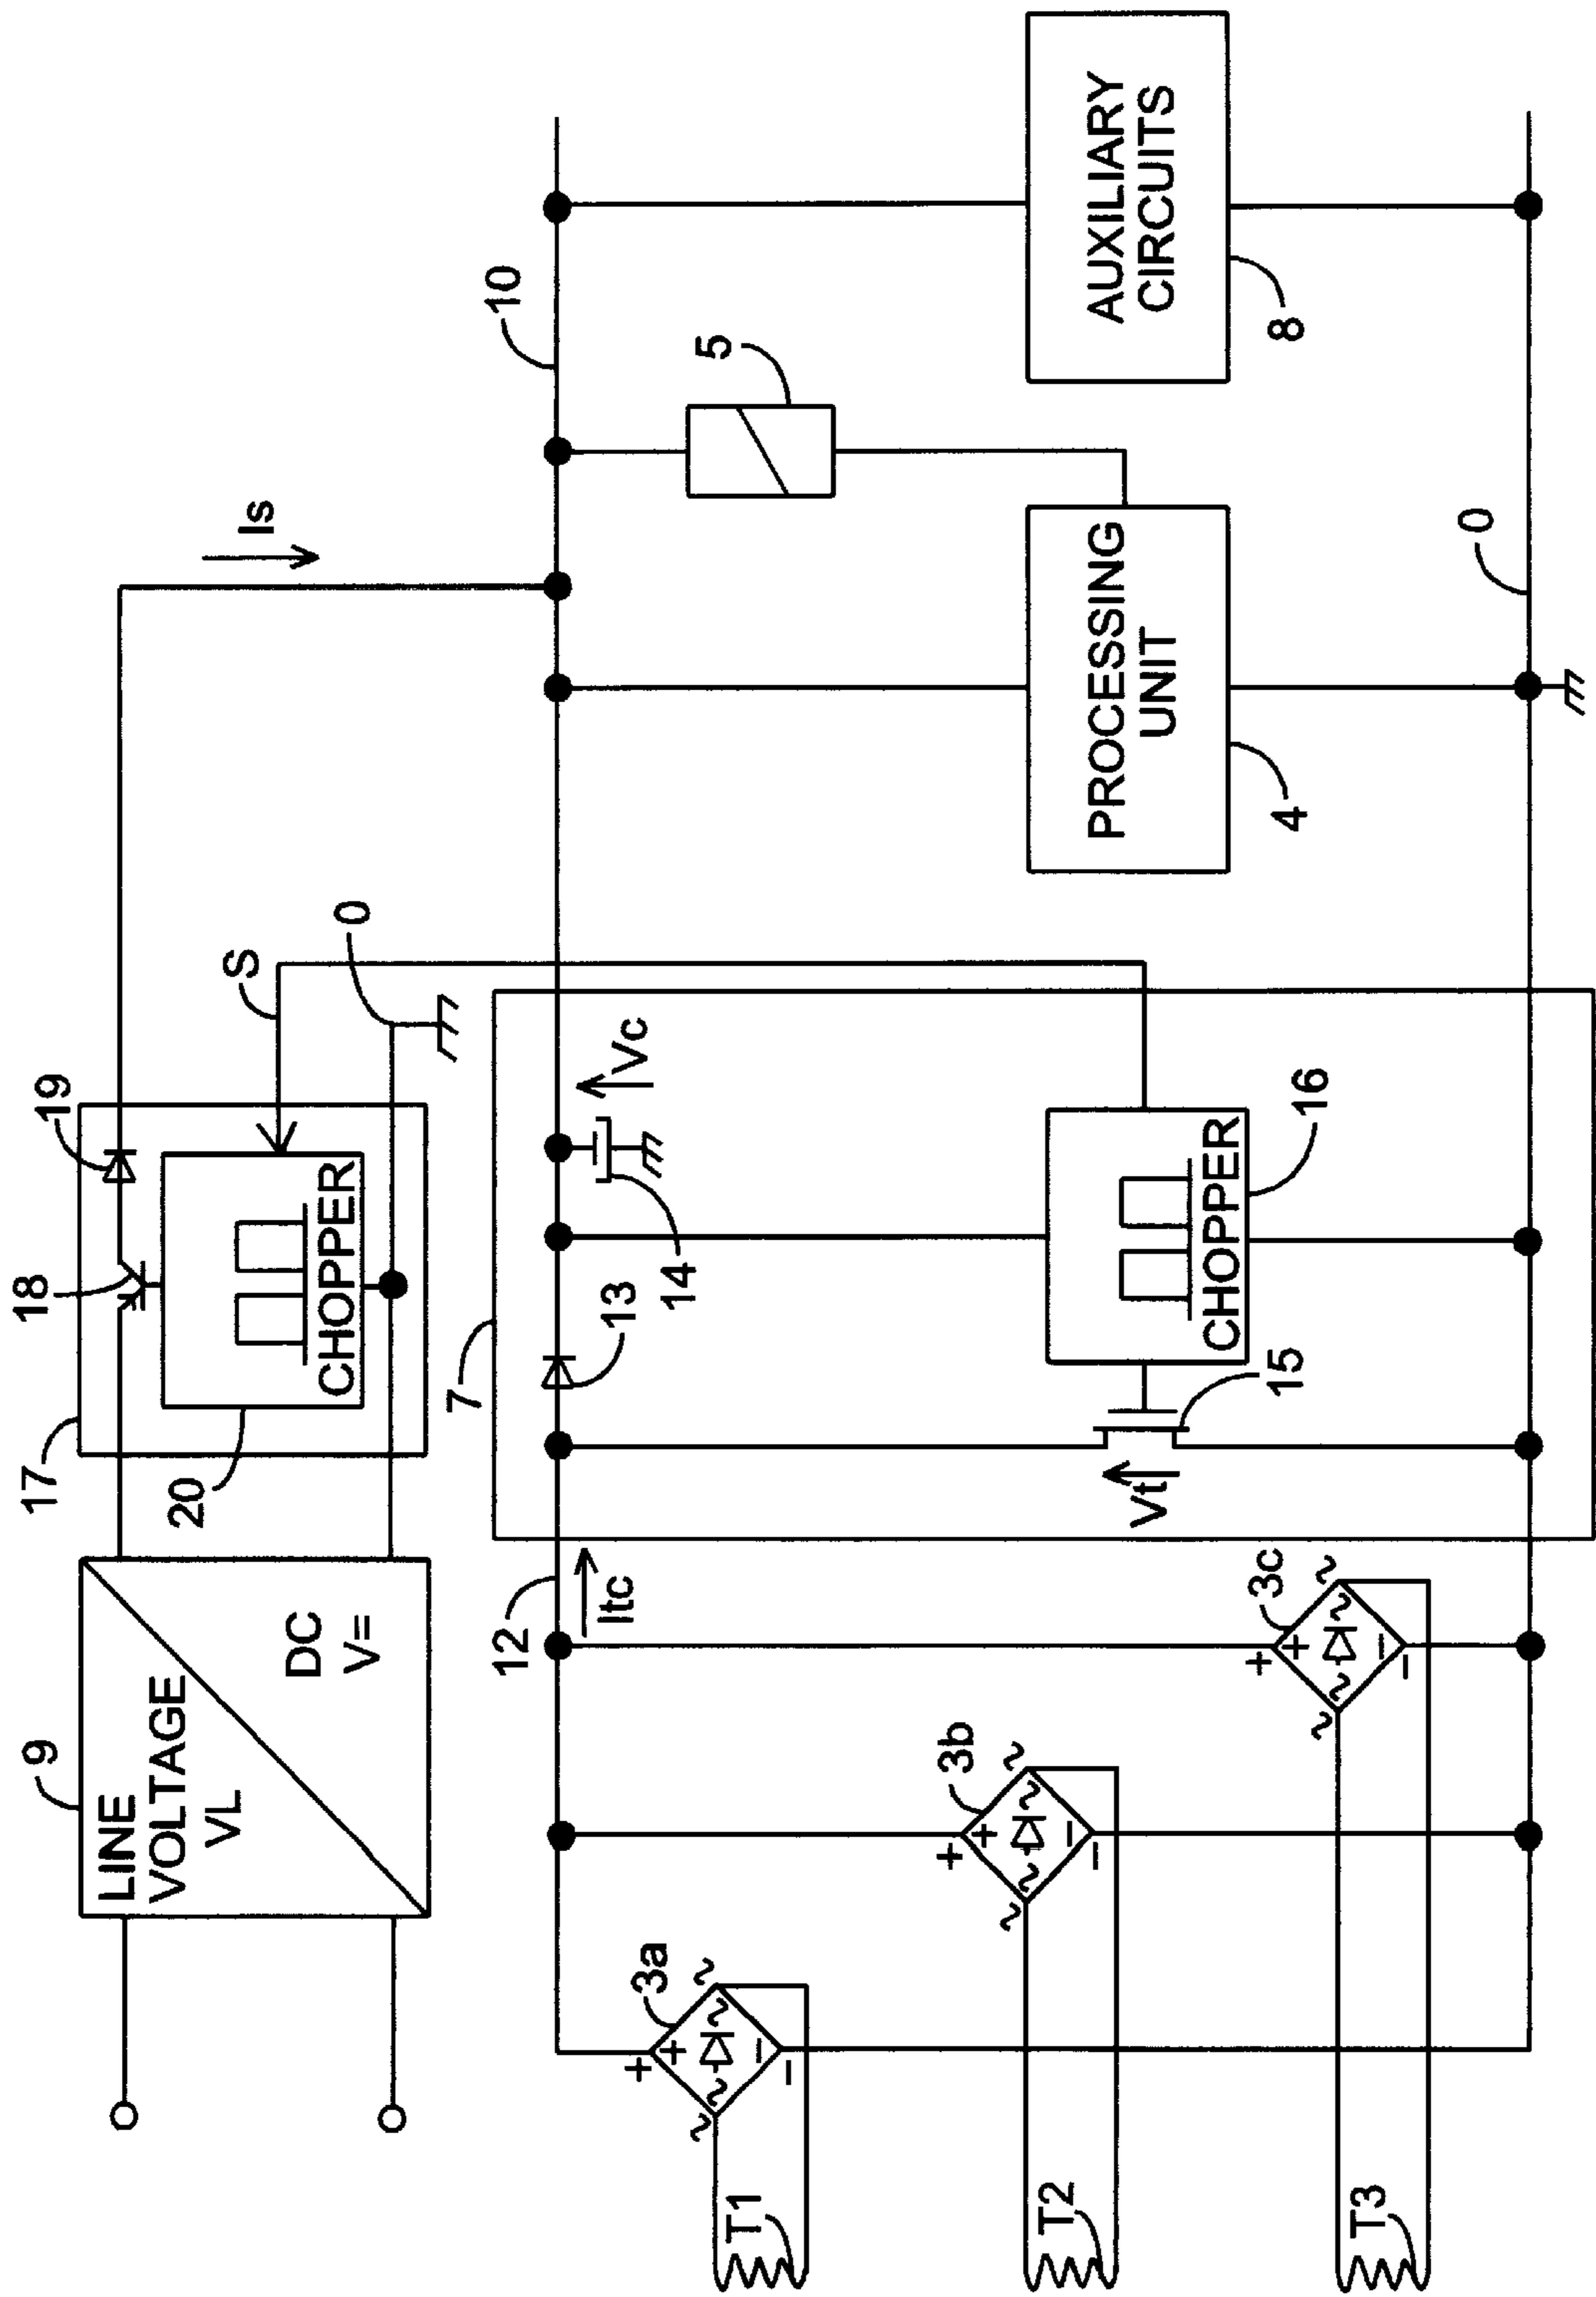 9
LINE
VOLTAGE
VL
DC
V=
17
18
19
20
CHOPPER
S
0
Is
10
12
Itc
7
13
14
Vc
5
3a
+
+
~
~
~
~
−
−
T1
3b
+
+
~
~
~
~
−
−
T2
3c
+
+
~
~
~
~
−
−
T3
Vt
15
CHOPPER
16
PROCESSING
UNIT
4
AUXILIARY
CIRCUITS
8
0